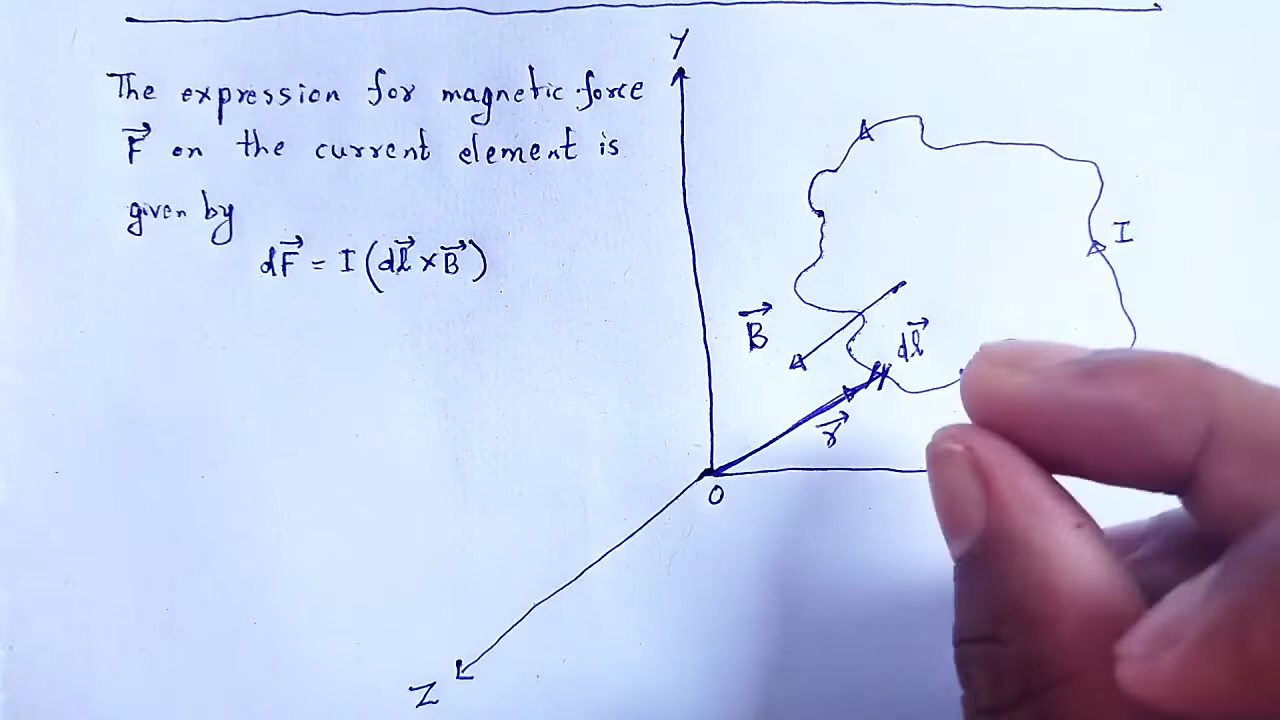 The expression for magnetic force
F⃗ on the current element is
given by
dF⃗ = I(dl⃗ × B⃗)
Y
I
B⃗
dl⃗
r⃗
O
Z